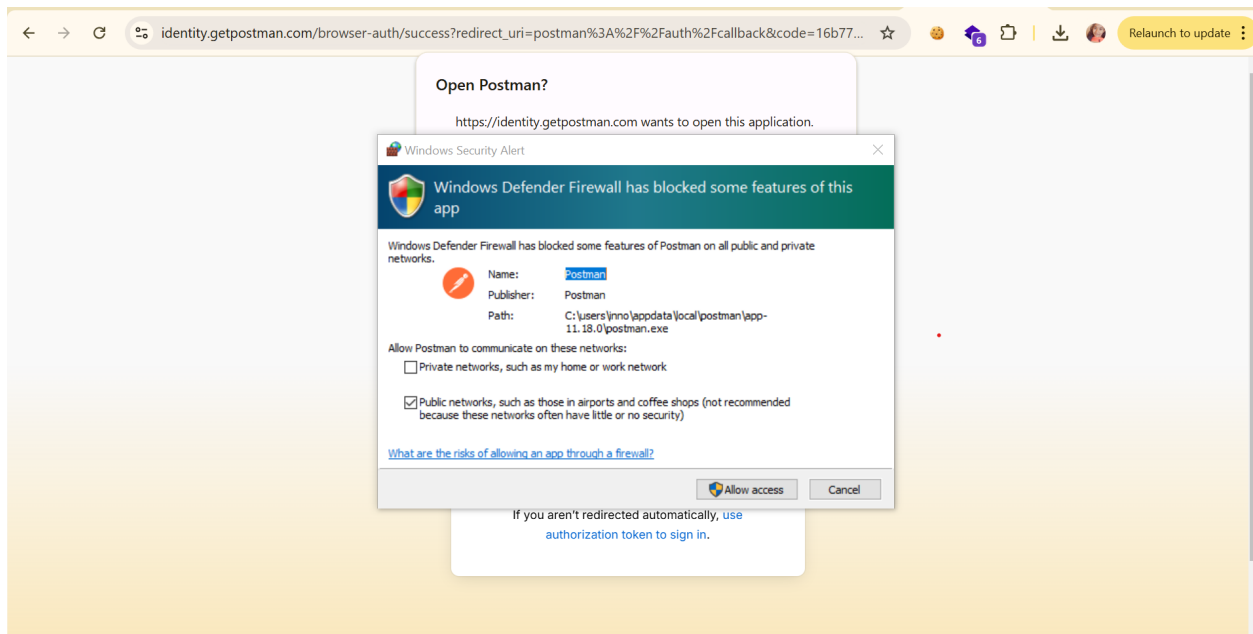 identity.getpostman.com/browser-auth/success?redirect_uri=postman%3A%2F%2Fauth%2Fcallback&code=16b77...
6
Relaunch to update
Open Postman?
https://identity.getpostman.com wants to open this application.
Windows Security Alert
Windows Defender Firewall has blocked some features of this
app
Windows Defender Firewall has blocked some features of Postman on all public and private
networks.
Name: Postman
Publisher: Postman
Path: C:\users\inno\appdata\local\postman\app-
11.18.0\postman.exe
Allow Postman to communicate on these networks:
Private networks, such as my home or work network
Public networks, such as those in airports and coffee shops (not recommended
because these networks often have little or no security)
What are the risks of allowing an app through a firewall?
Allow access Cancel
If you aren't redirected automatically, use
authorization token to sign in.